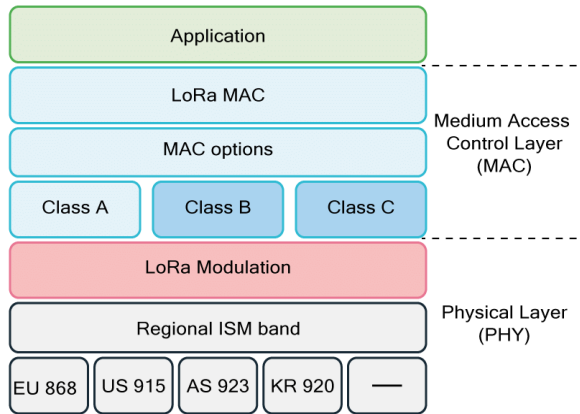 Application
LoRa MAC
MAC options
Class A
Class B
Class C
Medium Access
Control Layer
(MAC)
LoRa Modulation
Regional ISM band
EU 868
US 915
AS 923
KR 920
—
Physical Layer
(PHY)